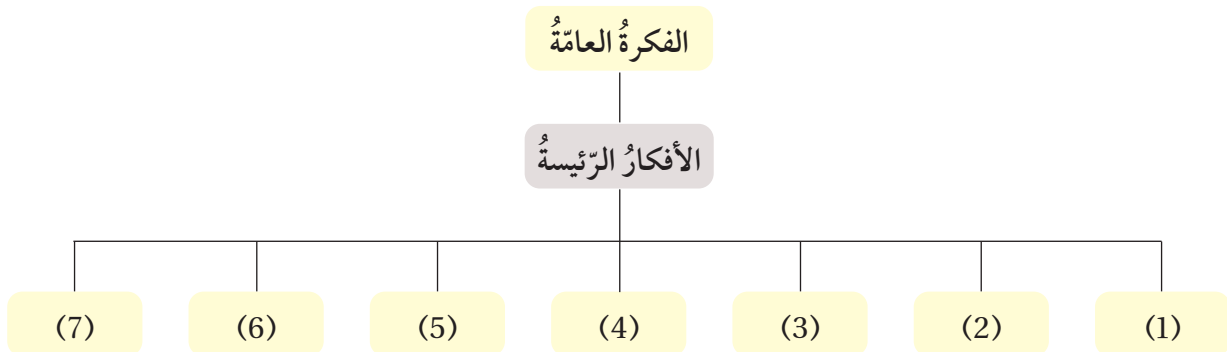 الفكرةُ العامّةُ
الأفكارُ الرّئيسةُ
(1) (2) (3) (4) (5) (6) (7)